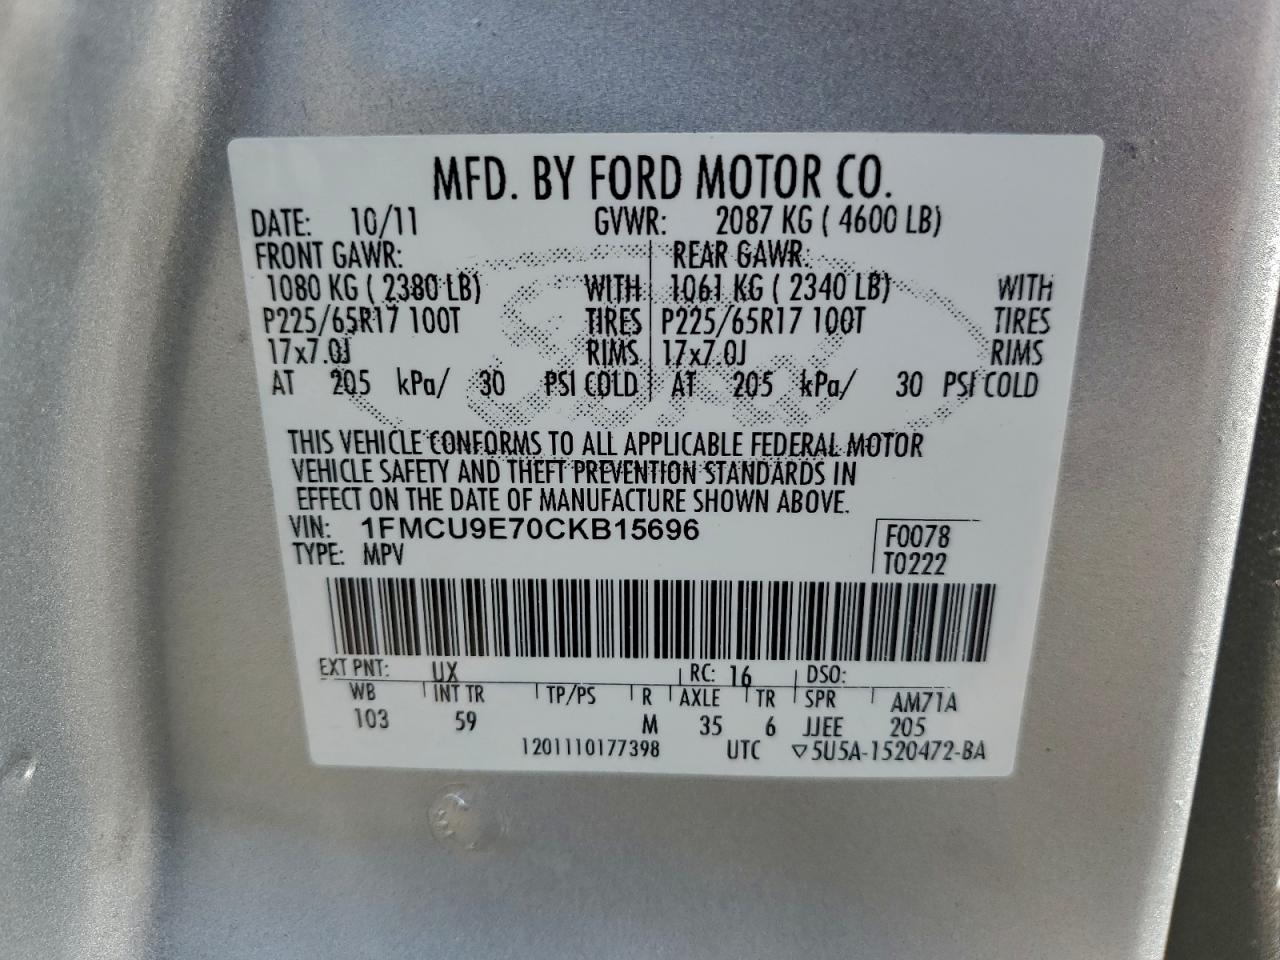 MFD. BY FORD MOTOR CO.
DATE: 10/11 GVWR: 2087 KG ( 4600 LB)
FRONT GAWR: REAR GAWR:
1080 KG ( 2380 LB) WITH 1061 KG ( 2340 LB) WITH
P225/65R17 100T TIRES P225/65R17 100T TIRES
17x7.0J RIMS 17x7.0J RIMS
AT 205 kPa/ 30 PSI COLD AT 205 kPa/ 30 PSI COLD
THIS VEHICLE CONFORMS TO ALL APPLICABLE FEDERAL MOTOR
VEHICLE SAFETY AND THEFT PREVENTION STANDARDS IN
EFFECT ON THE DATE OF MANUFACTURE SHOWN ABOVE.
VIN: 1FMCU9E70CKB15696 F0078
TYPE: MPV T0222
EXT PNT: UX RC: 16 DSO:
WB INT TR TP/PS R AXLE TR SPR AM71A
103 59 M 35 6 JJEE 205
1201110177398 UTC ▽5U5A-1520472-BA